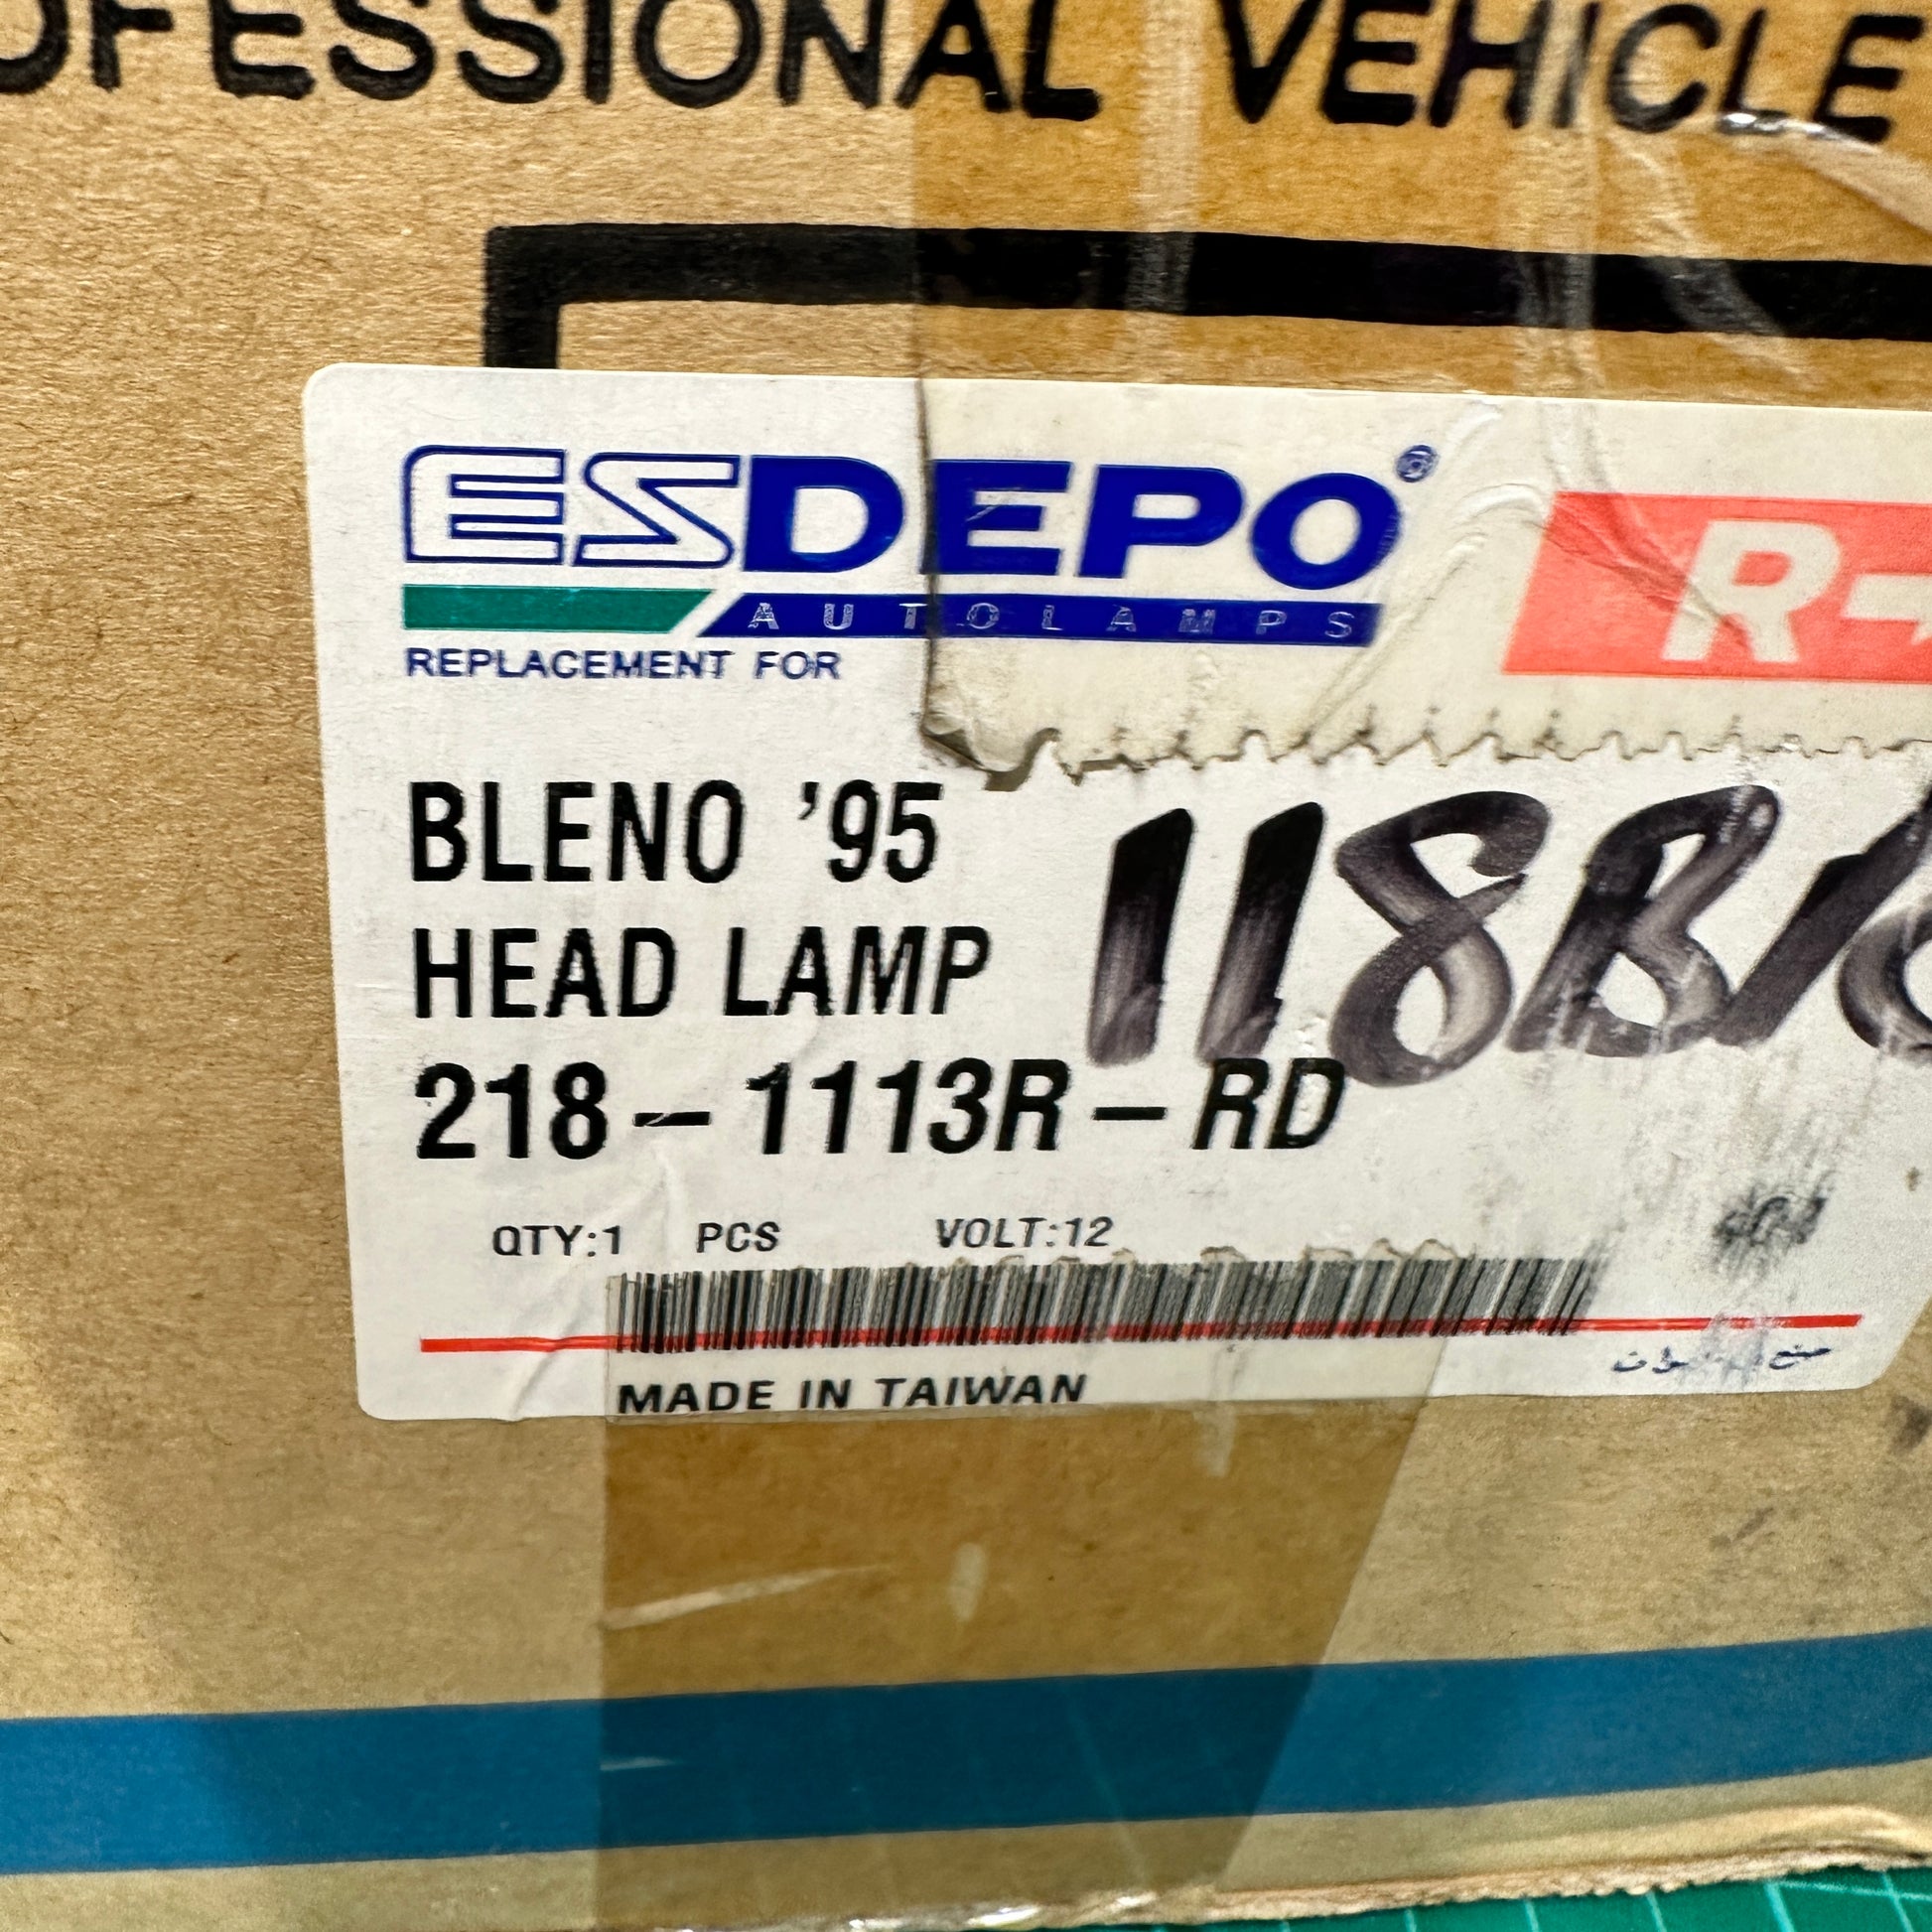 OFESSIONAL VEHICLE
ESDEPO®
AUTOLAMPS
R-
REPLACEMENT FOR
BLENO '95
118B/
HEAD LAMP
218-1113R-RD
QTY:1 PCS VOLT:12
MADE IN TAIWAN